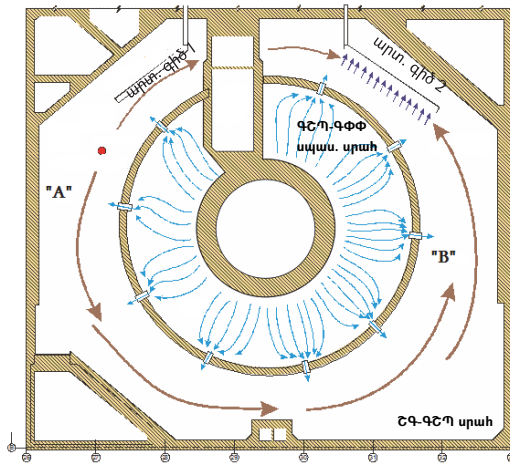 արտ. գիծ 1
արտ. գիծ 2
ԳՇՊ-ԳՓՓ
սպաս. սրահ
"A"
"B"
ՇԳ-ԳՇՊ սրահ